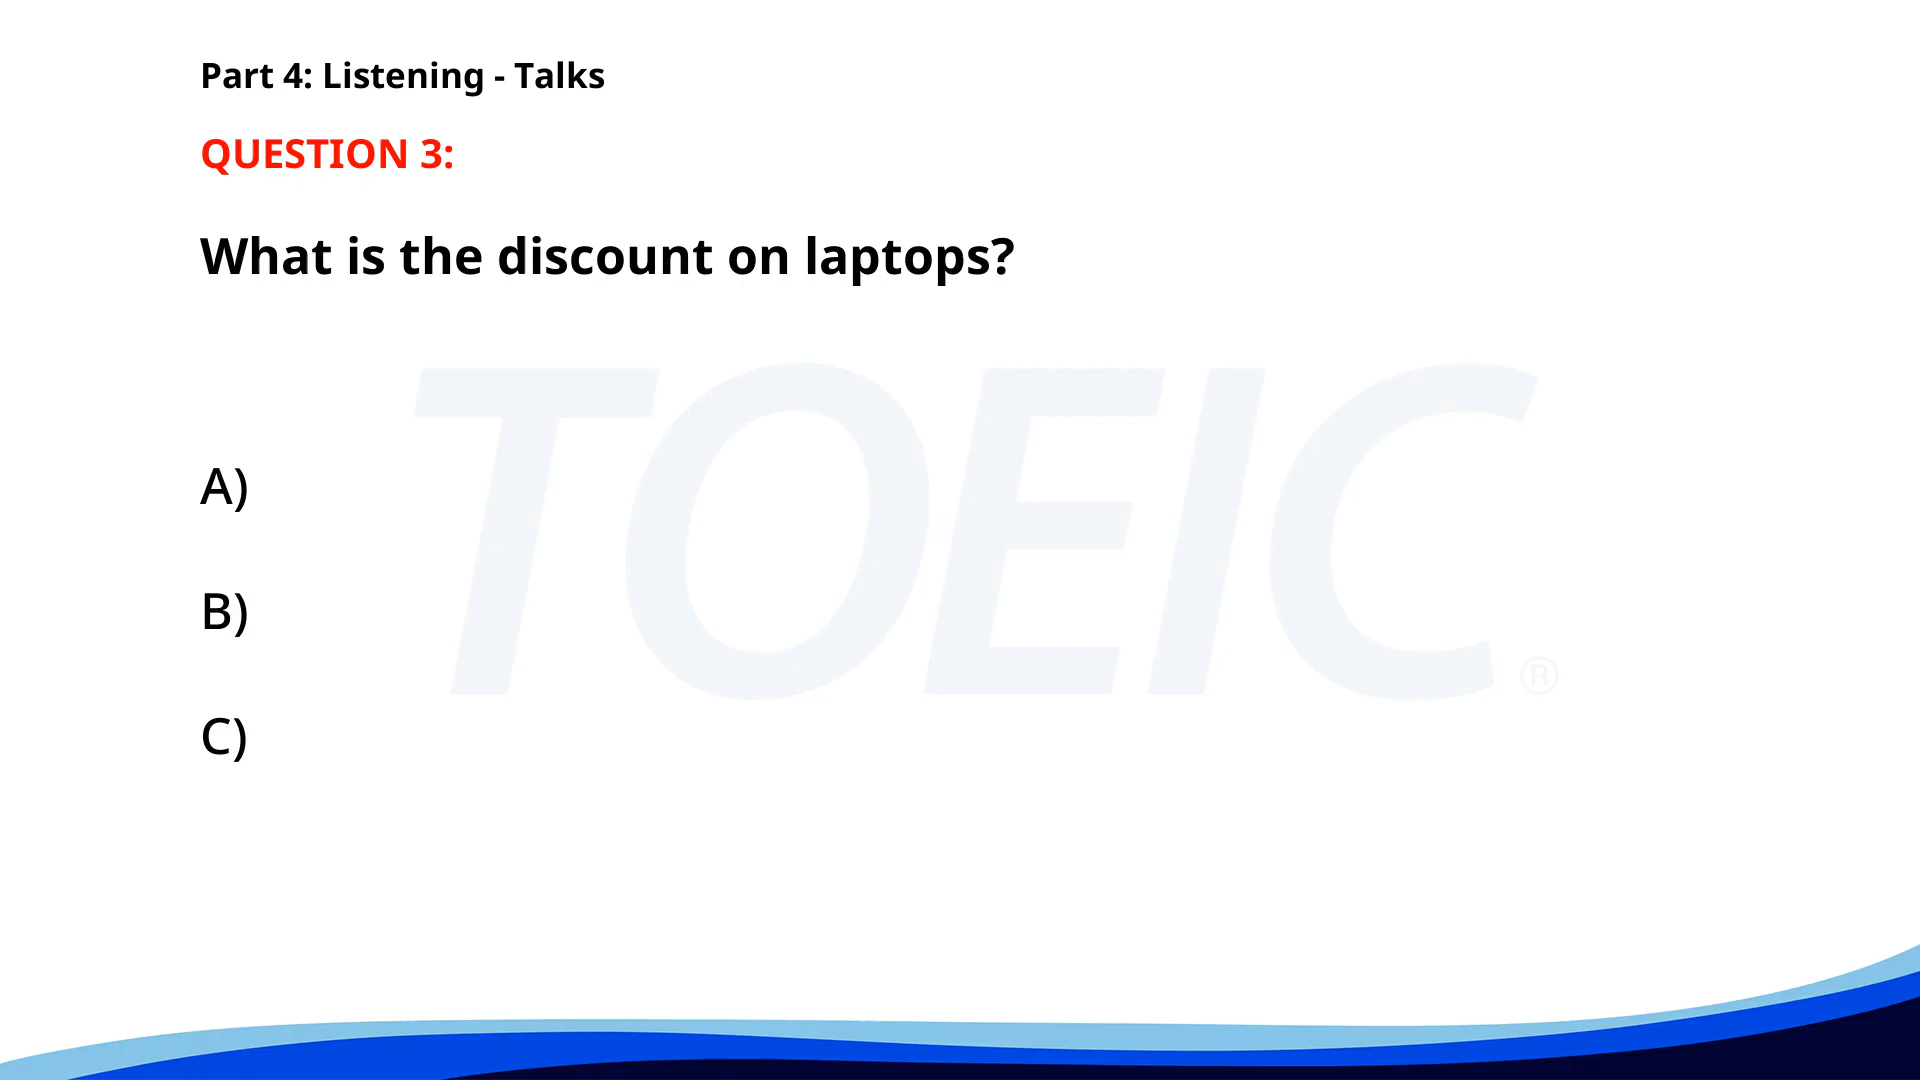 Part 4: Listening - Talks
QUESTION 3:
What is the discount on laptops?
A)
TOEIC®
B)
C)